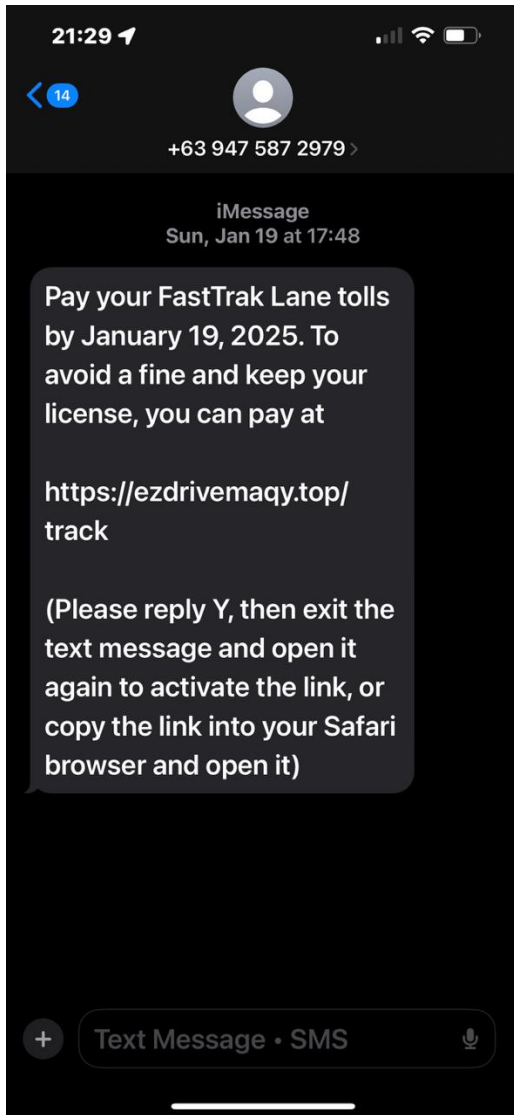 21:29
14
+63 947 587 2979
iMessage
Sun, Jan 19 at 17:48
Pay your FastTrak Lane tolls
by January 19, 2025. To
avoid a fine and keep your
license, you can pay at
https://ezdrivemaqy.top/
track
(Please reply Y, then exit the
text message and open it
again to activate the link, or
copy the link into your Safari
browser and open it)
Text Message • SMS